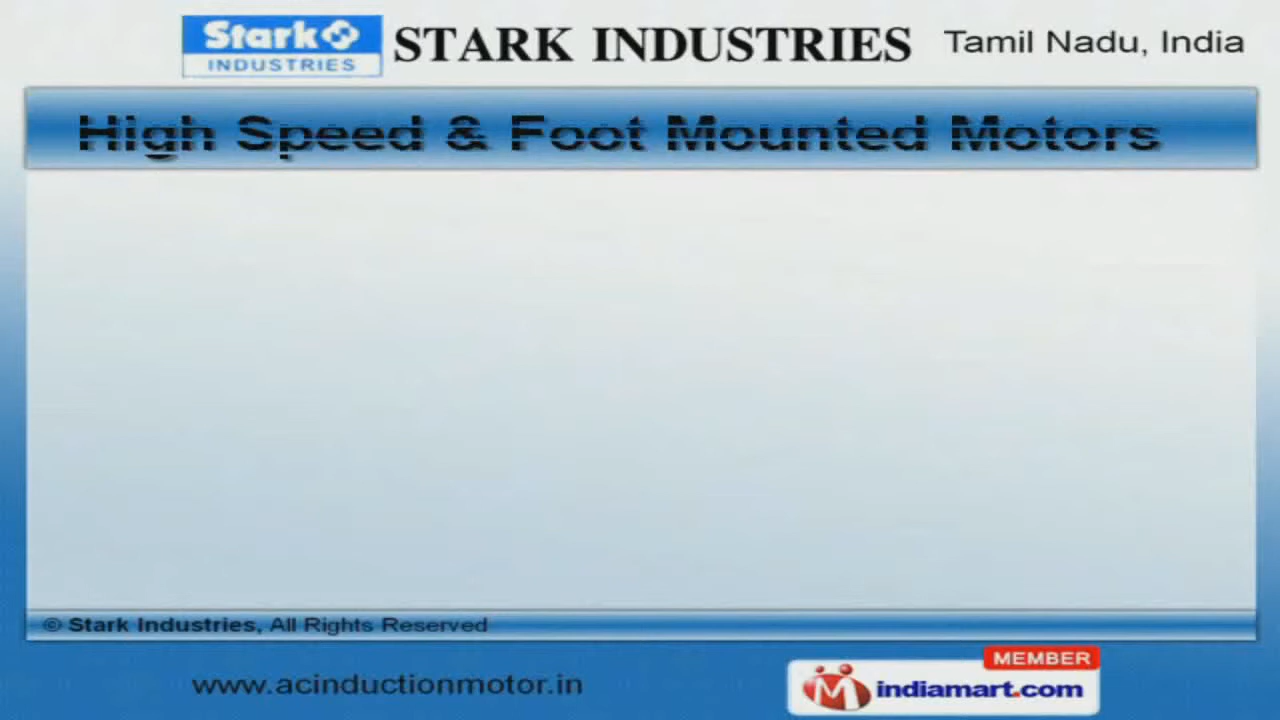 Stark
INDUSTRIES
STARK INDUSTRIES
Tamil Nadu, India
High Speed & Foot Mounted Motors
© Stark Industries, All Rights Reserved
www.acinductionmotor.in
MEMBER
indiamart.com